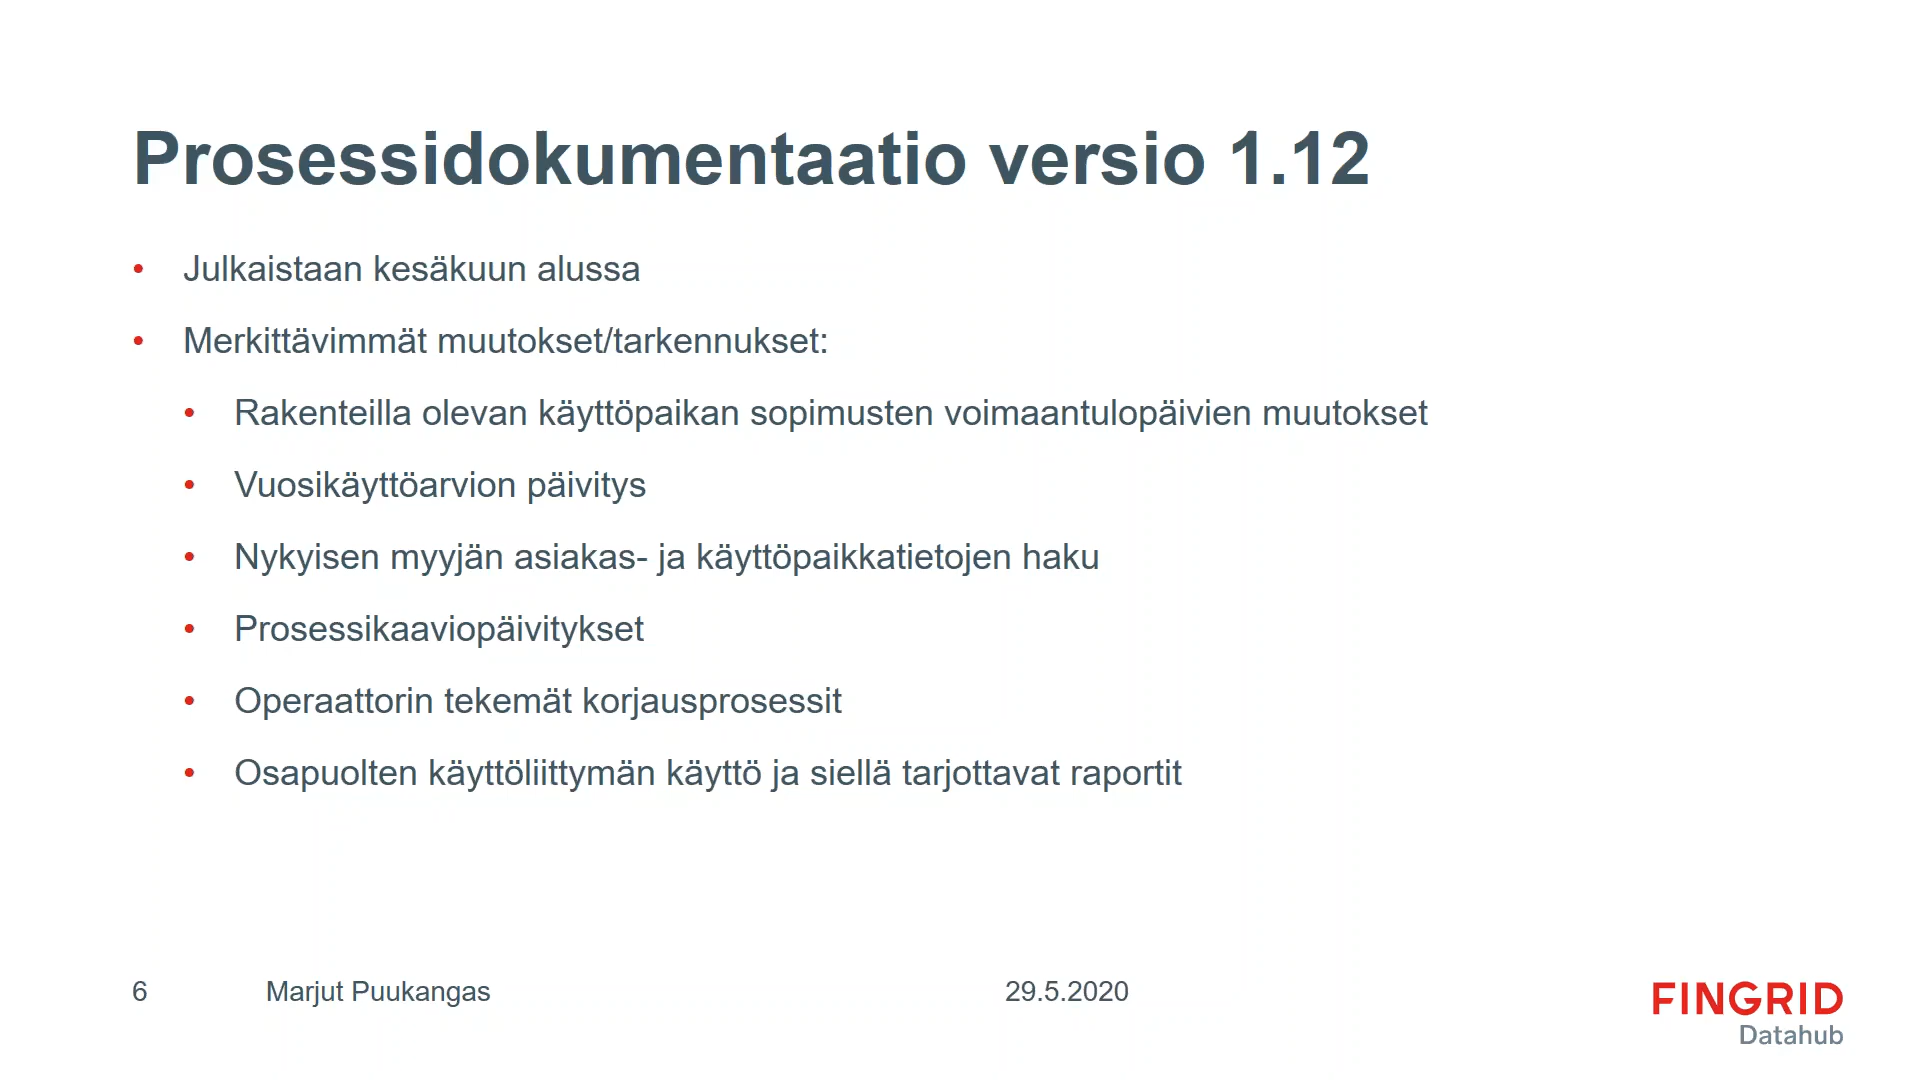 Prosessidokumentaatio versio 1.12
• Julkaistaan kesäkuun alussa
• Merkittävimmät muutokset/tarkennukset:
• Rakenteilla olevan käyttöpaikan sopimusten voimaantulopäivien muutokset
• Vuosikäyttöarvion päivitys
• Nykyisen myyjän asiakas- ja käyttöpaikkatietojen haku
• Prosessikaaviopäivitykset
• Operaattorin tekemät korjausprosessit
• Osapuolten käyttöliittymän käyttö ja siellä tarjottavat raportit
6 Marjut Puukangas 29.5.2020
FINGRID
Datahub